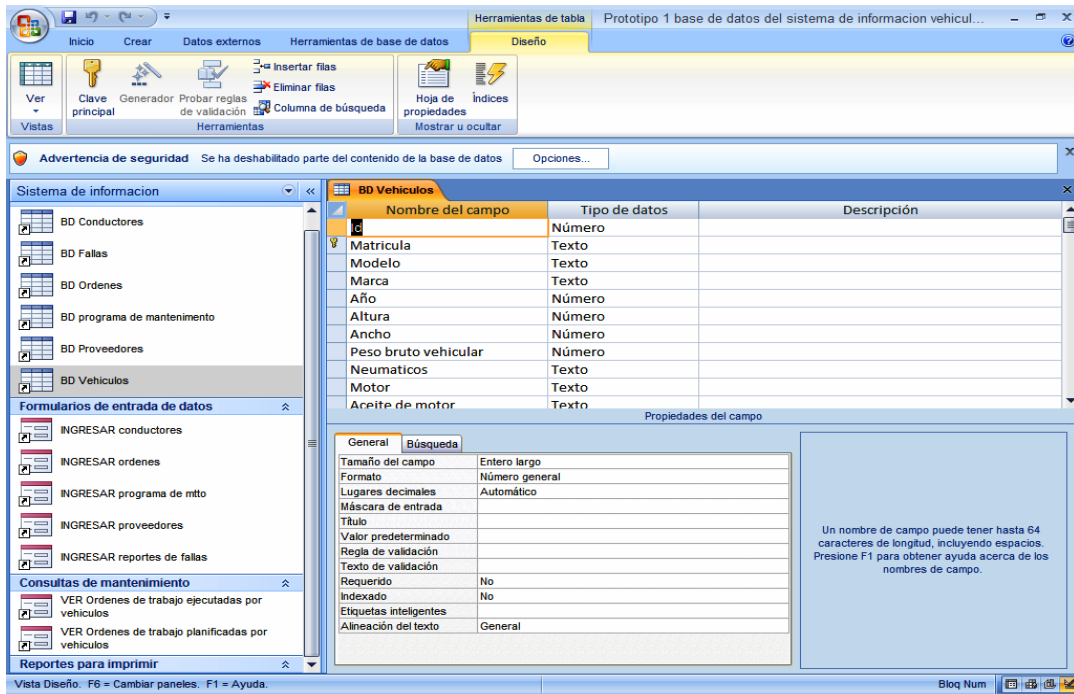 Herramientas de tabla
Prototipo 1 base de datos del sistema de informacion vehicul...
Inicio
Crear
Datos externos
Herramientas de base de datos
Diseño
Ver
Clave principal
Generador
Probar reglas de validación
Insertar filas
Eliminar filas
Columna de búsqueda
Hoja de propiedades
Índices
Vistas
Herramientas
Mostrar u ocultar
Advertencia de seguridad Se ha deshabilitado parte del contenido de la base de datos
Opciones...
Sistema de informacion
BD Conductores
BD Fallas
BD Ordenes
BD programa de mantenimento
BD Proveedores
BD Vehiculos
Formularios de entrada de datos
INGRESAR conductores
INGRESAR ordenes
INGRESAR programa de mtto
INGRESAR proveedores
INGRESAR reportes de fallas
Consultas de mantenimiento
VER Ordenes de trabajo ejecutadas por
vehiculos
VER Ordenes de trabajo planificadas por
vehiculos
Reportes para imprimir
BD Vehiculos
Nombre del campo Tipo de datos Descripción
Id Número
Matricula Texto
Modelo Texto
Marca Texto
Año Número
Altura Número
Ancho Número
Peso bruto vehicular Número
Neumaticos Texto
Motor Texto
Aceite de motor Texto
Propiedades del campo
General Búsqueda
Tamaño del campo Entero largo
Formato Número general
Lugares decimales Automático
Máscara de entrada
Título
Valor predeterminado
Regla de validación
Texto de validación
Requerido No
Indexado No
Etiquetas inteligentes
Alineación del texto General
Un nombre de campo puede tener hasta 64
caracteres de longitud, incluyendo espacios.
Presione F1 para obtener ayuda acerca de los
nombres de campo.
Vista Diseño. F6 = Cambiar paneles. F1 = Ayuda.
Bloq Num